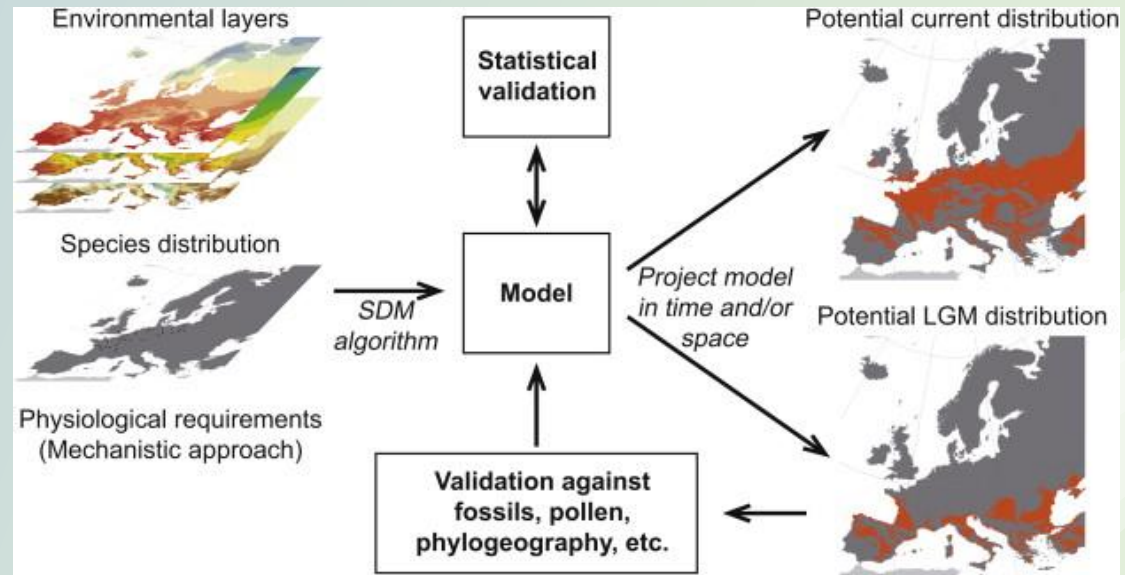 Environmental layers
Species distribution
Physiological requirements
(Mechanistic approach)
SDM
algorithm
Statistical
validation
Model
Validation against
fossils, pollen,
phylogeography, etc.
Project model
in time and/or
space
Potential current distribution
Potential LGM distribution